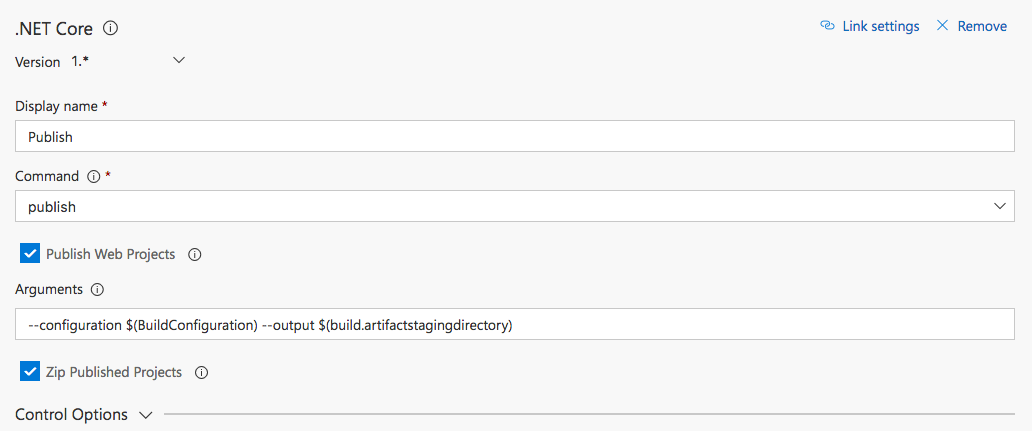 .NET Core
Link settings
Remove
Version 1.*
Display name *
Publish
Command *
publish
Publish Web Projects
Arguments
--configuration $(BuildConfiguration) --output $(build.artifactstagingdirectory)
Zip Published Projects
Control Options